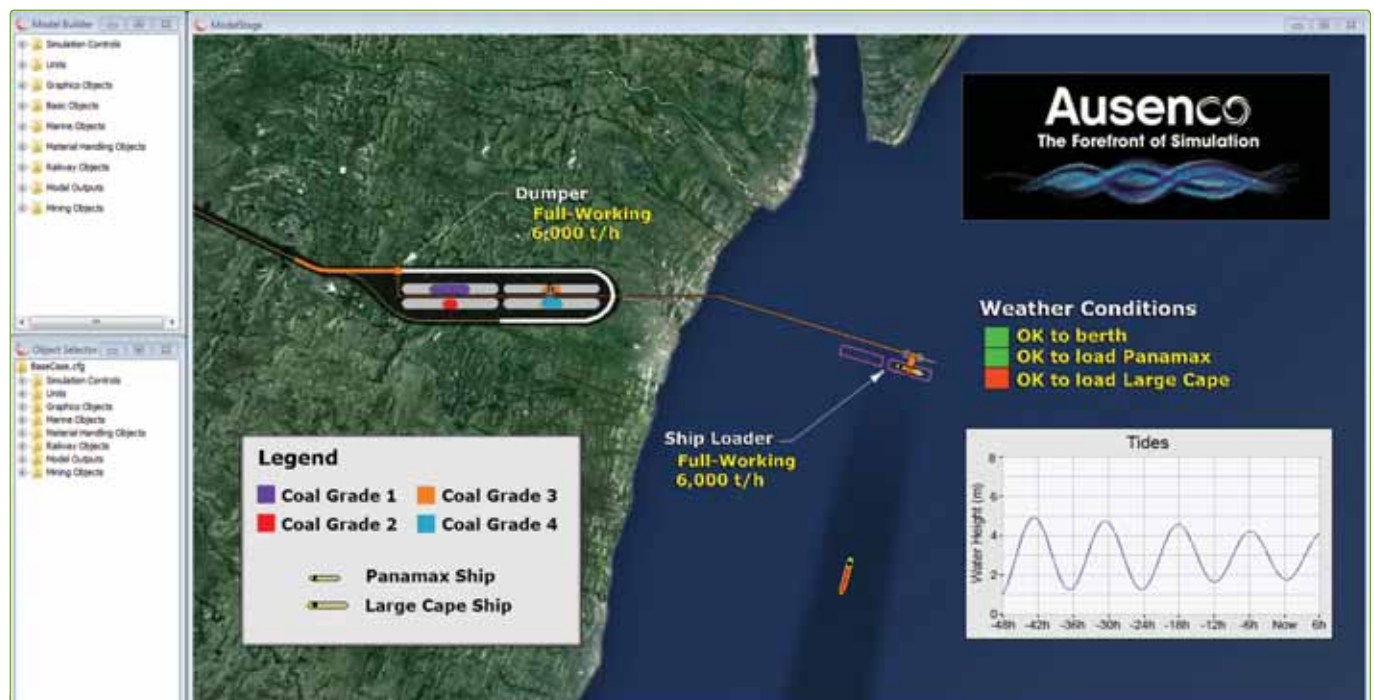 Model Builder
Simulation Controls
Units
Graphics Objects
Basic Objects
Marine Objects
Material Handling Objects
Railway Objects
Model Outputs
Mining Objects
Object Selector
BaseCase.cfg
Simulation Controls
Units
Graphics Objects
Marine Objects
Material Handling Objects
Railway Objects
Model Outputs
Mining Objects
ModelStage
Ausenco
The Forefront of Simulation
Dumper
Full-Working
6,000 t/h
Weather Conditions
OK to berth
OK to load Panamax
OK to load Large Cape
Ship Loader
Full-Working
6,000 t/h
Legend
Coal Grade 1
Coal Grade 3
Coal Grade 2
Coal Grade 4
Panamax Ship
Large Cape Ship
Tides
Water Height (m)
8
6
4
2
0
-48h -42h -36h -30h -24h -18h -12h -6h Now 6h